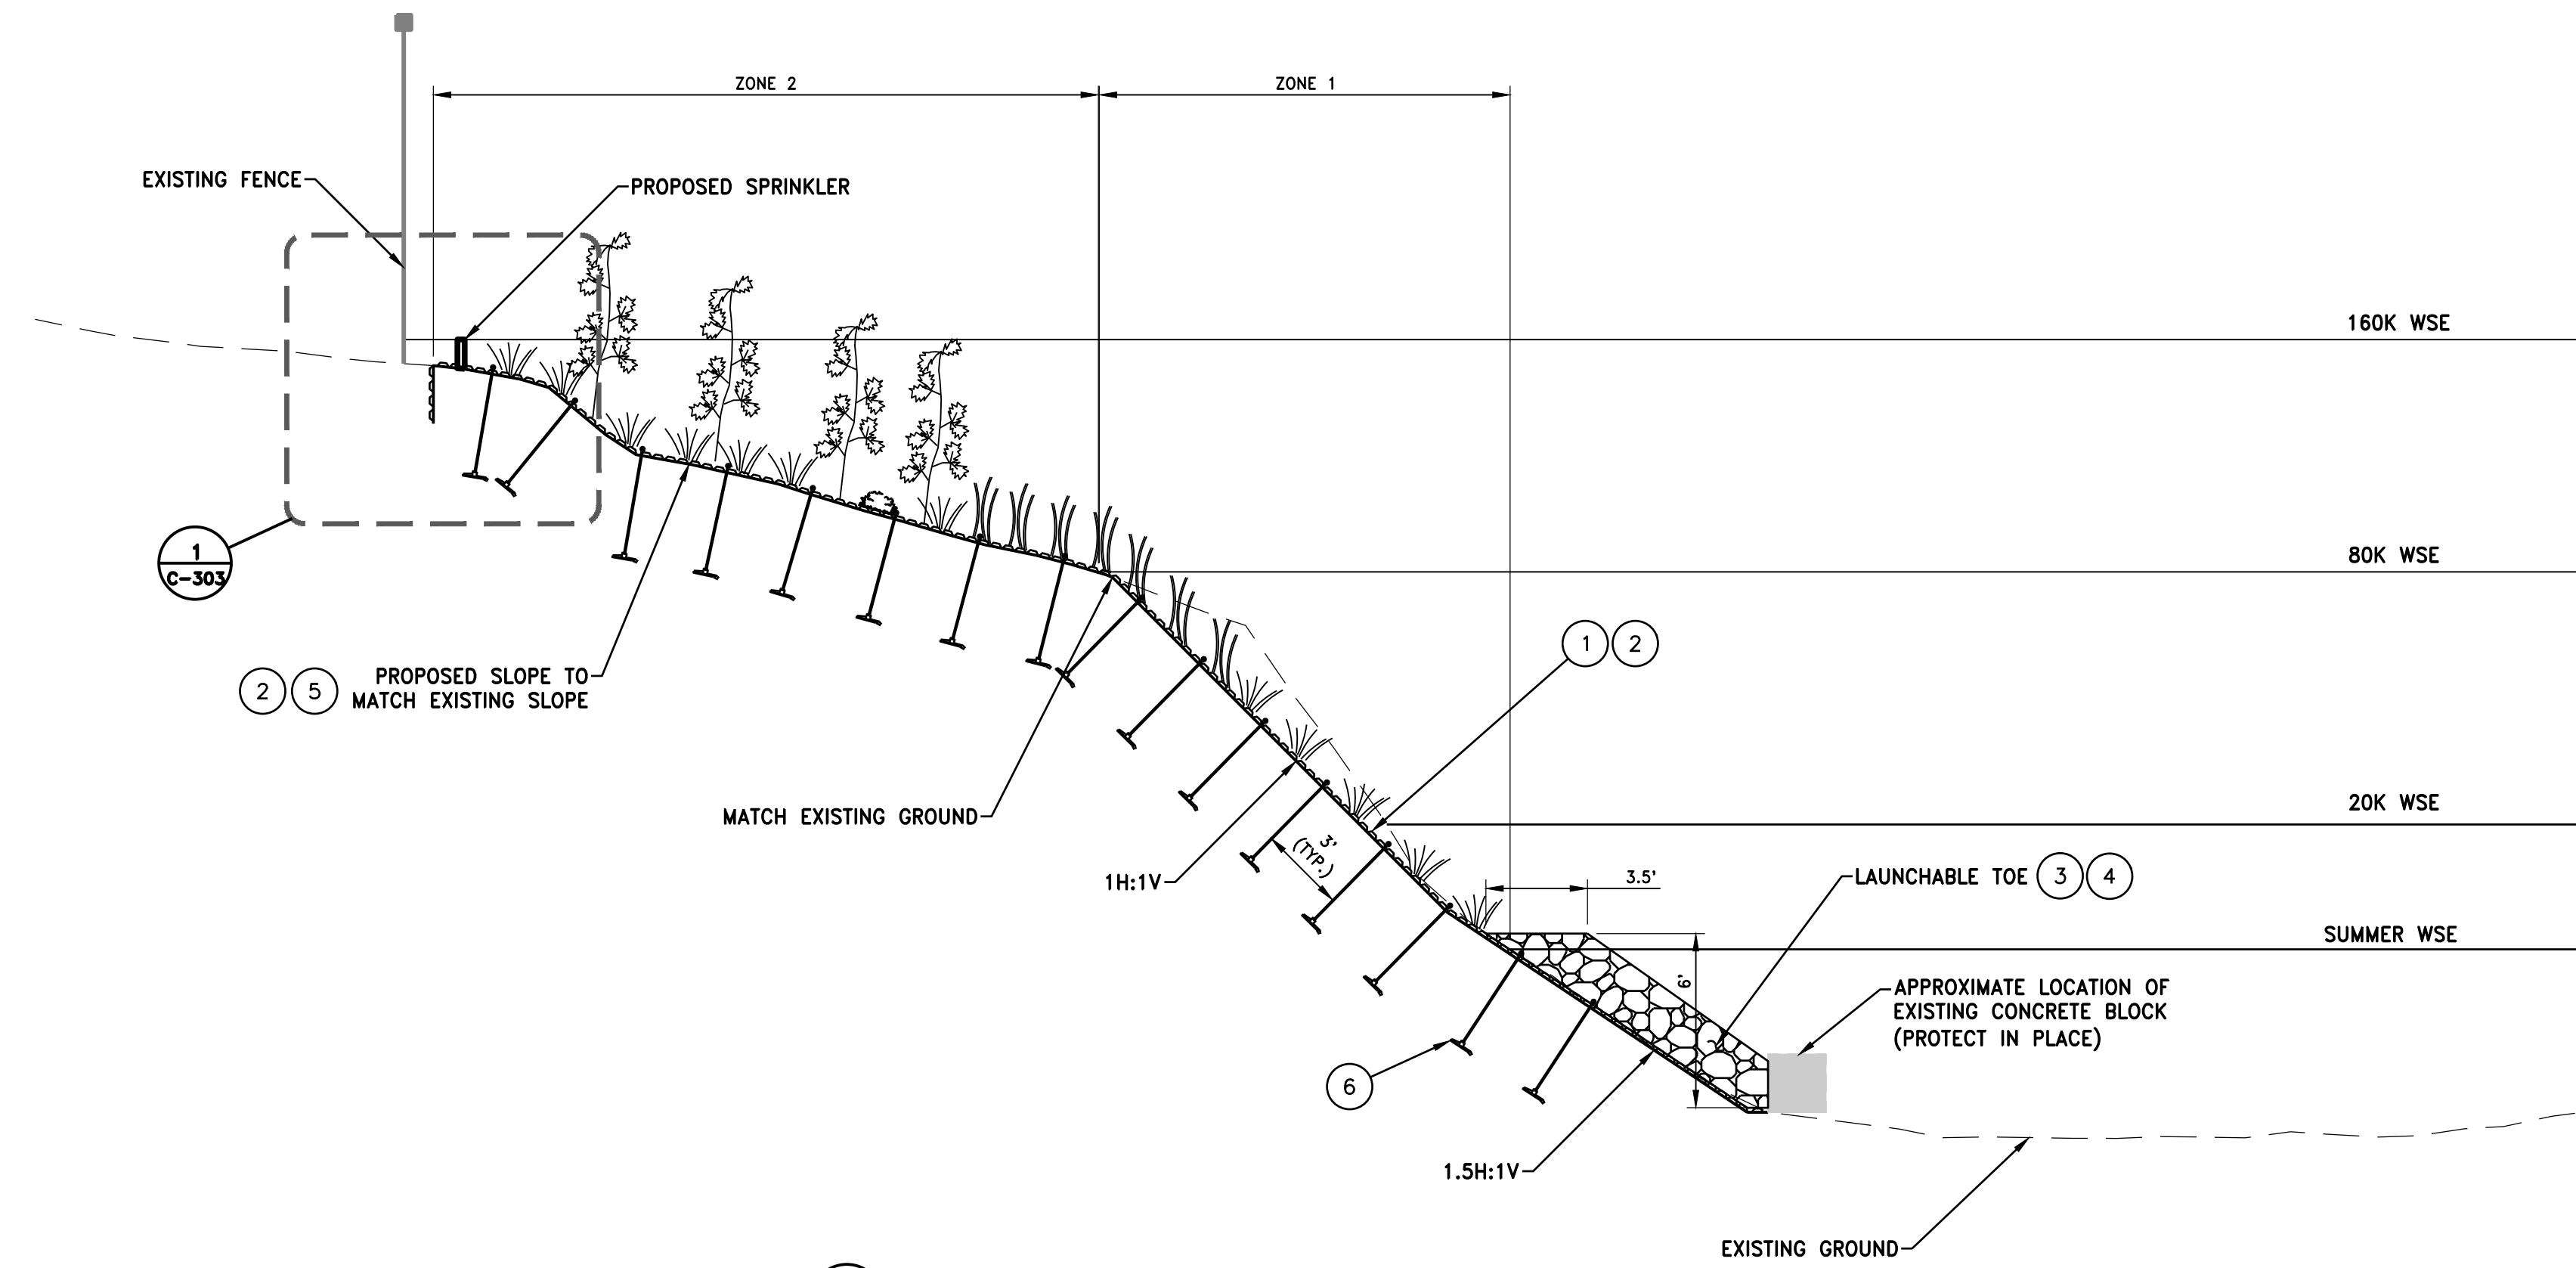 ZONE 2
ZONE 1
EXISTING FENCE
PROPOSED SPRINKLER
160K WSE
80K WSE
1
C-303
1 2
2 5 PROPOSED SLOPE TO
MATCH EXISTING SLOPE
MATCH EXISTING GROUND
20K WSE
3'
(TYP.)
1H:1V
3.5'
LAUNCHABLE TOE 3 4
SUMMER WSE
6'
APPROXIMATE LOCATION OF
EXISTING CONCRETE BLOCK
(PROTECT IN PLACE)
6
1.5H:1V
EXISTING GROUND